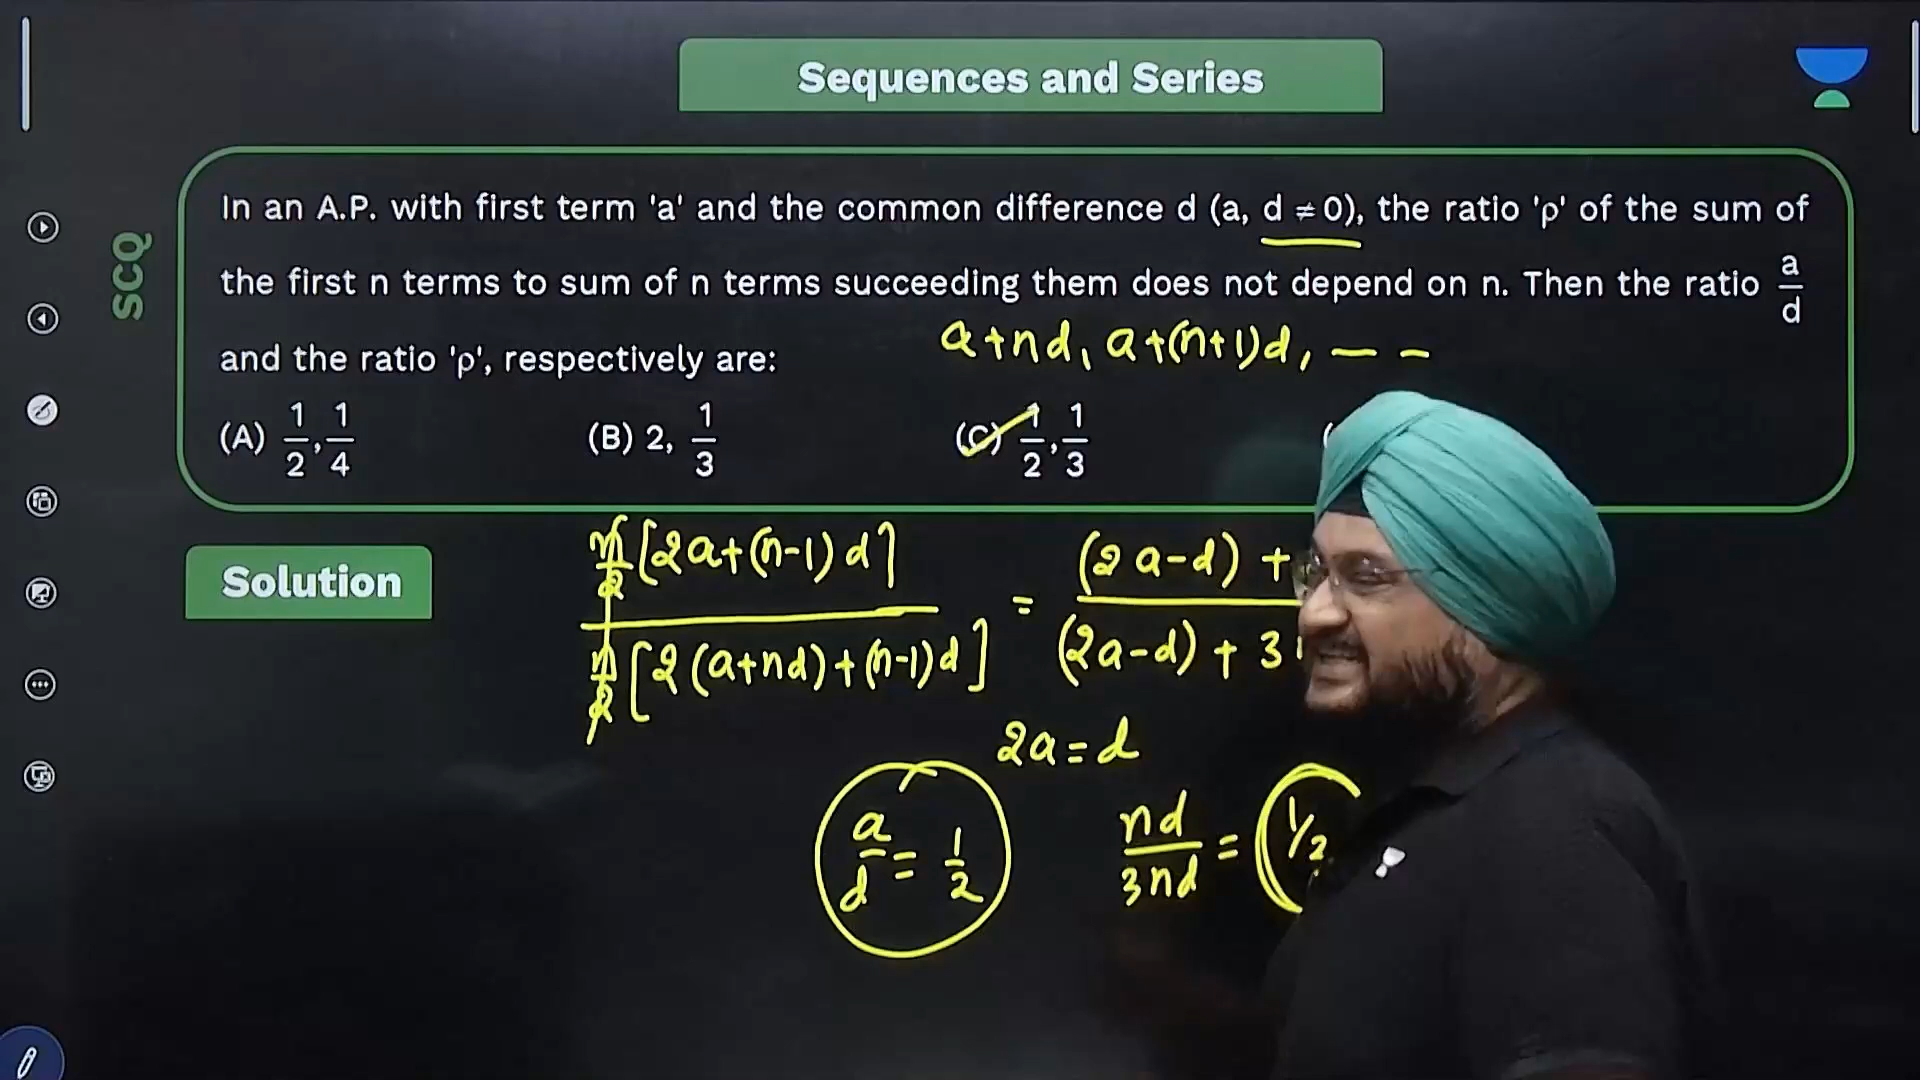 Sequences and Series
SCQ
In an A.P. with first term 'a' and the common difference d (a, d ≠ 0), the ratio 'ρ' of the sum of
the first n terms to sum of n terms succeeding them does not depend on n. Then the ratio a/d
and the ratio 'ρ', respectively are:
a+nd, a+(n+1)d, – –
(A) 1/2, 1/4 (B) 2, 1/3 (C) 1/2, 1/3
Solution
n/2 [2a+(n-1)d] / n/2 [2(a+nd)+(n-1)d] = (2a-d) + / (2a-d) + 3
2a=d
a/d = 1/2
nd/3nd =